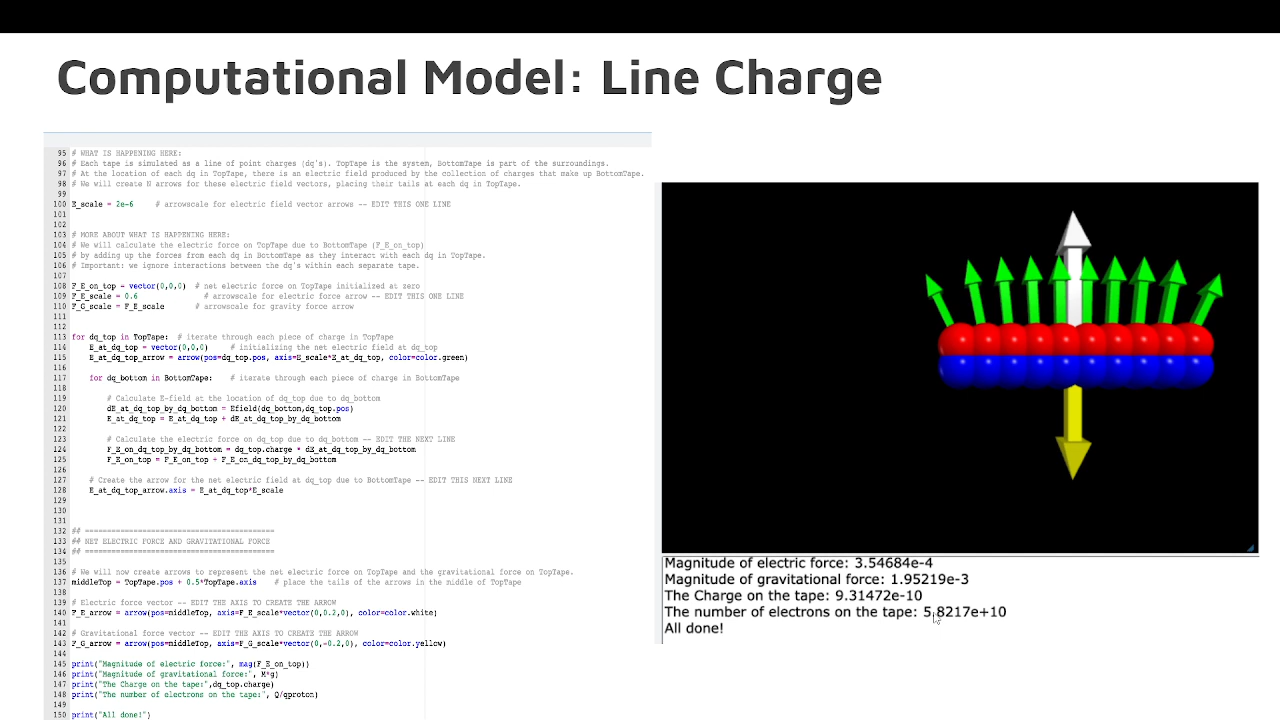 Computational Model: Line Charge
95 # WHAT IS HAPPENING HERE:
96 # Each tape is simulated as a line of point charges (dq's). TopTape is the system, BottomTape is part of the surroundings.
97 # At the location of each dq in TopTape, there is an electric field produced by the collection of charges that make up BottomTape.
98 # We will create N arrows for these electric field vectors, placing their tails at each dq in TopTape.
99
100 E_scale = 2e-6 # arrowscale for electric field vector arrows -- EDIT THIS ONE LINE
101
102
103 # MORE ABOUT WHAT IS HAPPENING HERE:
104 # We will calculate the electric force on TopTape due to BottomTape (F_E_on_top)
105 # by adding up the forces from each dq in BottomTape as they interact with each dq in TopTape.
106 # Important: we ignore interactions between the dq's within each separate tape.
107
108 F_E_on_top = vector(0,0,0) # net electric force on TopTape initialized at zero
109 F_E_scale = 0.6 # arrowscale for electric force arrow -- EDIT THIS ONE LINE
110 F_G_scale = F_E_scale # arrowscale for gravity force arrow
111
112
113 for dq_top in TopTape: # iterate through each piece of charge in TopTape
114 E_at_dq_top = vector(0,0,0) # initializing the net electric field at dq_top
115 E_at_dq_top_arrow = arrow(pos=dq_top.pos, axis=E_scale*E_at_dq_top, color=color.green)
116
117 for dq_bottom in BottomTape: # iterate through each piece of charge in BottomTape
118
119 # Calculate E-field at the location of dq_top due to dq_bottom
120 dE_at_dq_top_by_dq_bottom = Efield(dq_bottom,dq_top.pos)
121 E_at_dq_top = E_at_dq_top + dE_at_dq_top_by_dq_bottom
122
123 # Calculate the electric force on dq_top due to dq_bottom -- EDIT THE NEXT LINE
124 F_E_on_dq_top_by_dq_bottom = dq_top.charge * dE_at_dq_top_by_dq_bottom
125 F_E_on_top = F_E_on_top + F_E_on_dq_top_by_dq_bottom
126
127 # Create the arrow for the net electric field at dq_top due to BottomTape -- EDIT THIS NEXT LINE
128 E_at_dq_top_arrow.axis = E_at_dq_top*E_scale
129
130
131
132 ## ===========================================
133 ## NET ELECTRIC FORCE AND GRAVITATIONAL FORCE
134 ## ===========================================
135
136 # We will now create arrows to represent the net electric force on TopTape and the gravitational force on TopTape.
137 middleTop = TopTape.pos + 0.5*TopTape.axis # place the tails of the arrows in the middle of TopTape
138
139 # Electric force vector -- EDIT THE AXIS TO CREATE THE ARROW
140 F_E_arrow = arrow(pos=middleTop, axis=F_E_scale*vector(0,0.2,0), color=color.white)
141
142 # Gravitational force vector -- EDIT THE AXIS TO CREATE THE ARROW
143 F_G_arrow = arrow(pos=middleTop, axis=F_G_scale*vector(0,-0.2,0), color=color.yellow)
144
145 print("Magnitude of electric force:", mag(F_E_on_top))
146 print("Magnitude of gravitational force:", M*g)
147 print("The Charge on the tape:",dq_top.charge)
148 print("The number of electrons on the tape:", Q/qproton)
149
150 print("All done!")
Magnitude of electric force: 3.54684e-4
Magnitude of gravitational force: 1.95219e-3
The Charge on the tape: 9.31472e-10
The number of electrons on the tape: 5.8217e+10
All done!